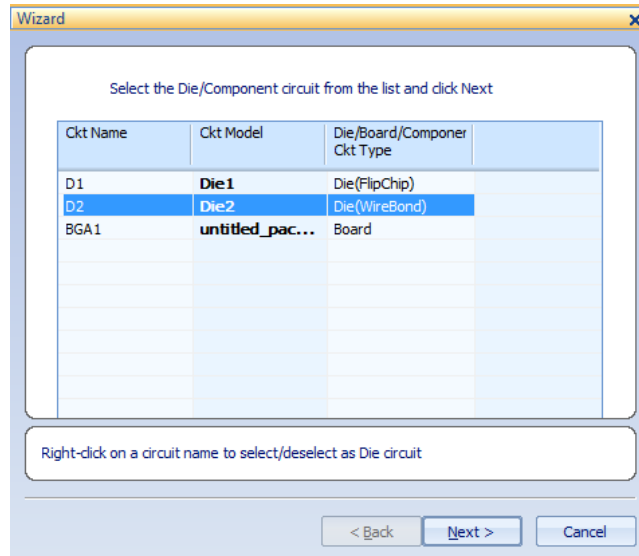 Wizard
x
Select the Die/Component circuit from the list and click Next
Ckt Name Ckt Model Die/Board/Componer
Ckt Type
D1 Die1 Die(FlipChip)
D2 Die2 Die(WireBond)
BGA1 untitled_pac... Board
Right-click on a circuit name to select/deselect as Die circuit
< Back Next > Cancel